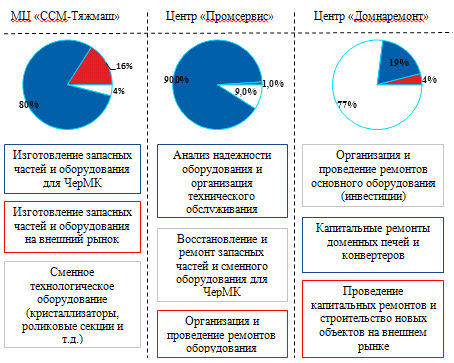 МЦ «ССМ-Тяжмаш»
Центр «Промсервис»
Центр «Домнаремонт»
16%
4%
80%
90,0%
1,0%
9,0%
19%
4%
77%
Изготовление запасных
частей и оборудования
для ЧерМК
Изготовление запасных
частей и оборудования
на внешний рынок
Сменное
технологическое
оборудование
(кристаллизаторы,
роликовые секции и
т.д.)
Анализ надежности
оборудования и
организация
технического
обслуживания
Восстановление и
ремонт запасных
частей и сменного
оборудования для
ЧерМК
Организация и
проведение ремонтов
оборудования
Организация и
проведение ремонтов
основного оборудования
(инвестиции)
Капитальные ремонты
доменных печей и
конвертеров
Проведение
капитальных ремонтов и
строительство новых
объектов на внешнем
рынке